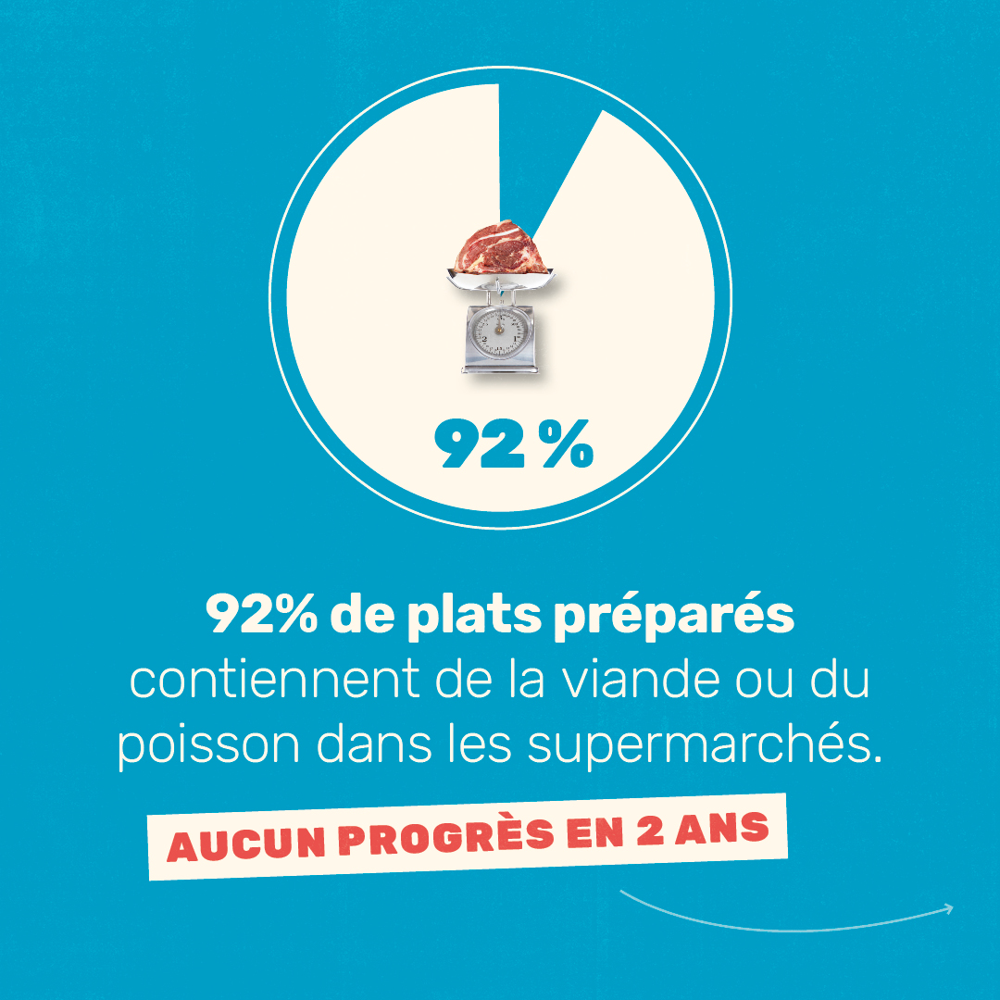 92 %
92% de plats préparés
contiennent de la viande ou du
poisson dans les supermarchés.
AUCUN PROGRÈS EN 2 ANS